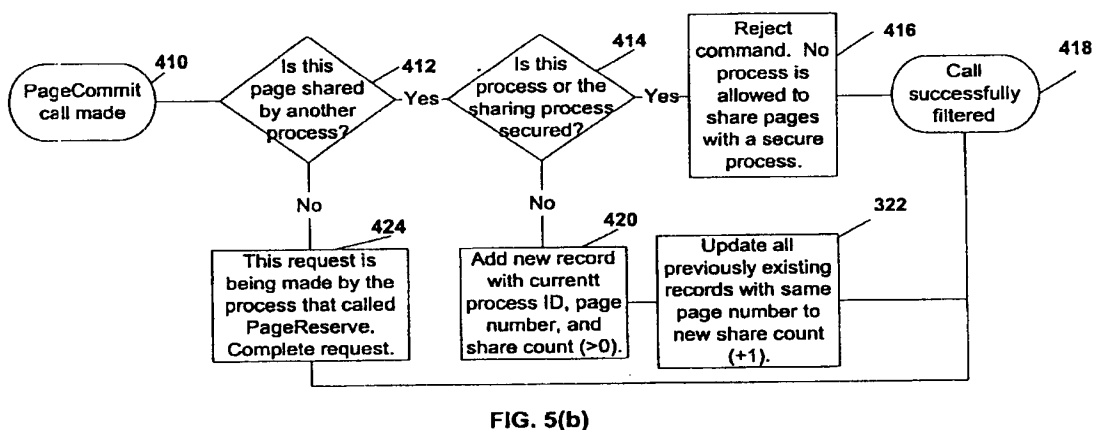 410
PageCommit
call made
Is this
page shared
by another
process?
412
Yes
Is this
process or the
sharing process
secured?
414
Yes
Reject
command. No
process is
allowed to
share pages
with a secure
process.
416
Call
successfully
filtered
418
No
No
424
This request is
being made by the
process that called
PageReserve.
Complete request.
420
Add new record
with currentt
process ID, page
number, and
share count (>0).
322
Update all
previously existing
records with same
page number to
new share count
(+1).
FIG. 5(b)